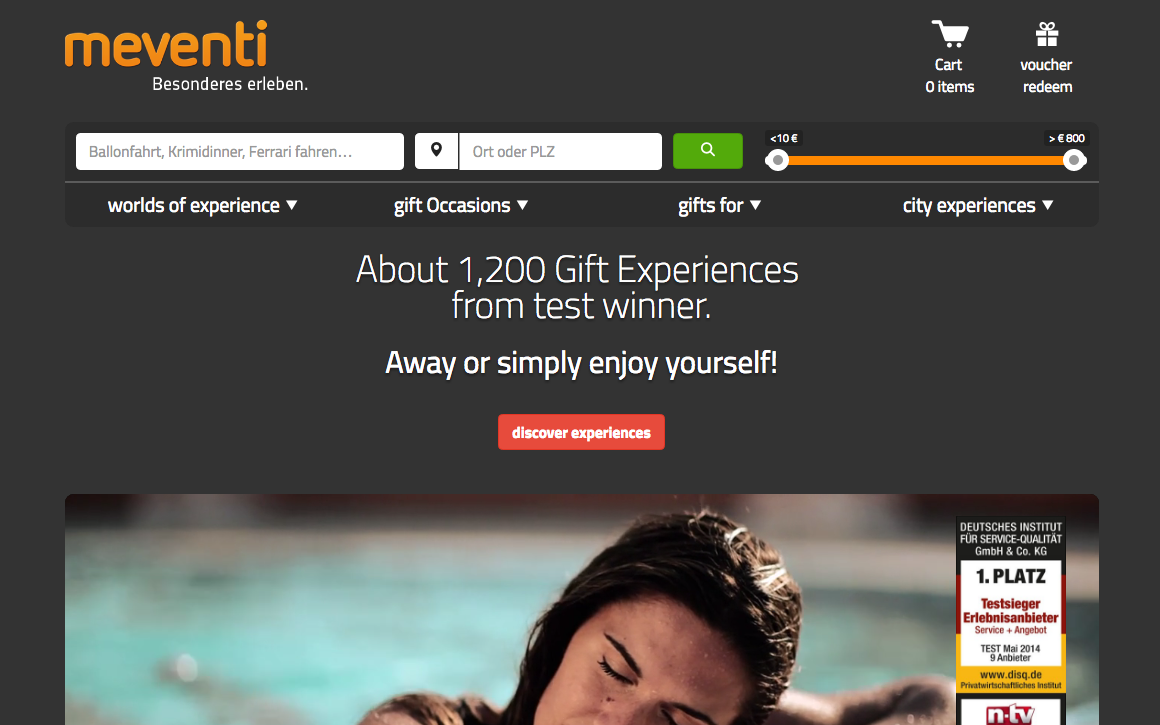 meventi
Besonderes erleben.
Cart
0 items
voucher
redeem
Ballonfahrt, Krimidinner, Ferrari fahren…
Ort oder PLZ
<10 €
> € 800
worlds of experience
gift Occasions
gifts for
city experiences
About 1,200 Gift Experiences
from test winner.
Away or simply enjoy yourself!
discover experiences
DEUTSCHES INSTITUT
FÜR SERVICE-QUALITÄT
GmbH & Co. KG
1. PLATZ
Testsieger
Erlebnisanbieter
Service + Angebot
TEST Mai 2014
9 Anbieter
www.disq.de
Privatwirtschaftliches Institut
n-tv